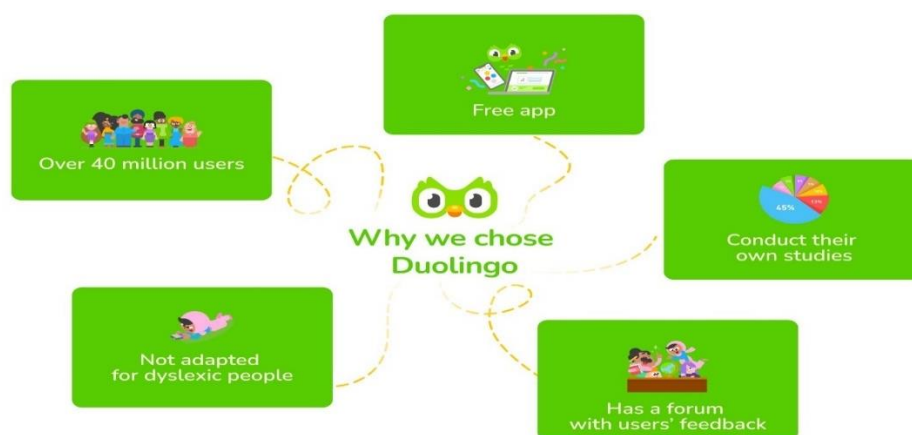 Free app
Over 40 million users
Why we chose
Duolingo
45%
Conduct their
own studies
Not adapted
for dyslexic people
Has a forum
with users' feedback